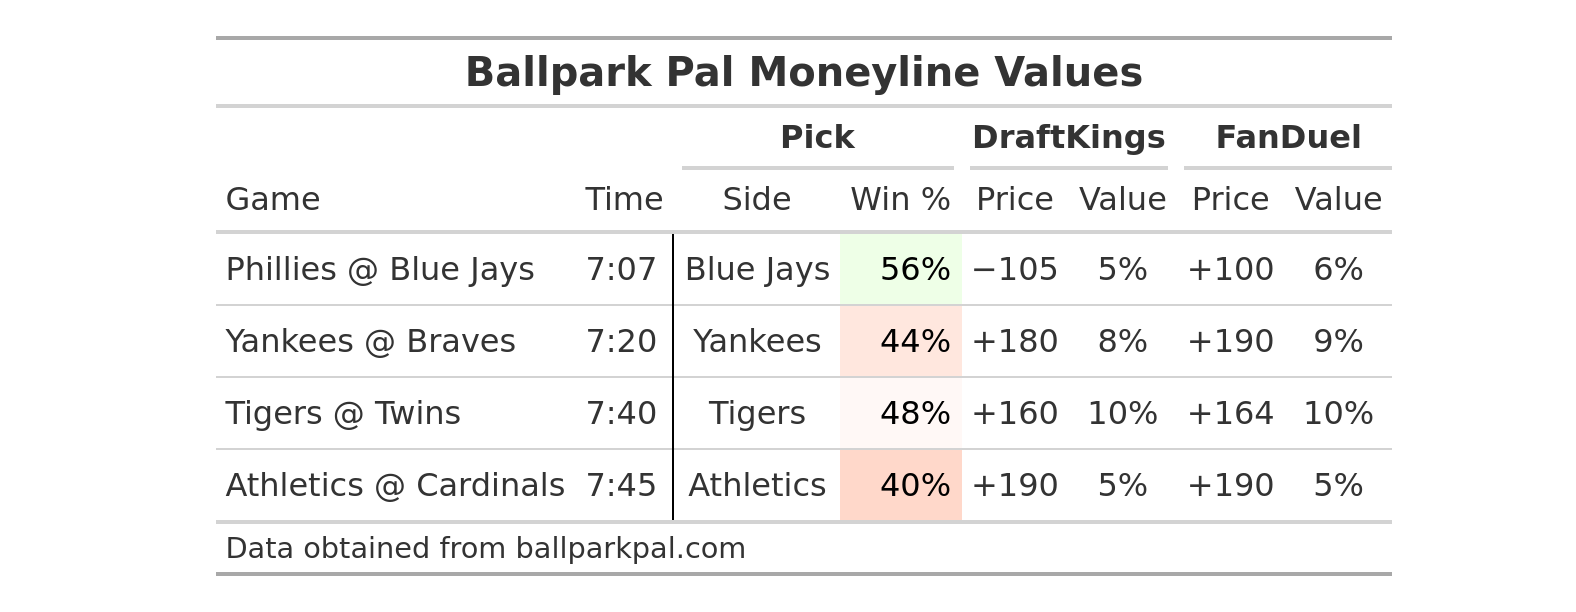 Ballpark Pal Moneyline Values
Pick DraftKings FanDuel
Game Time Side Win % Price Value Price Value
Phillies @ Blue Jays 7:07 Blue Jays 56% −105 5% +100 6%
Yankees @ Braves 7:20 Yankees 44% +180 8% +190 9%
Tigers @ Twins 7:40 Tigers 48% +160 10% +164 10%
Athletics @ Cardinals 7:45 Athletics 40% +190 5% +190 5%
Data obtained from ballparkpal.com